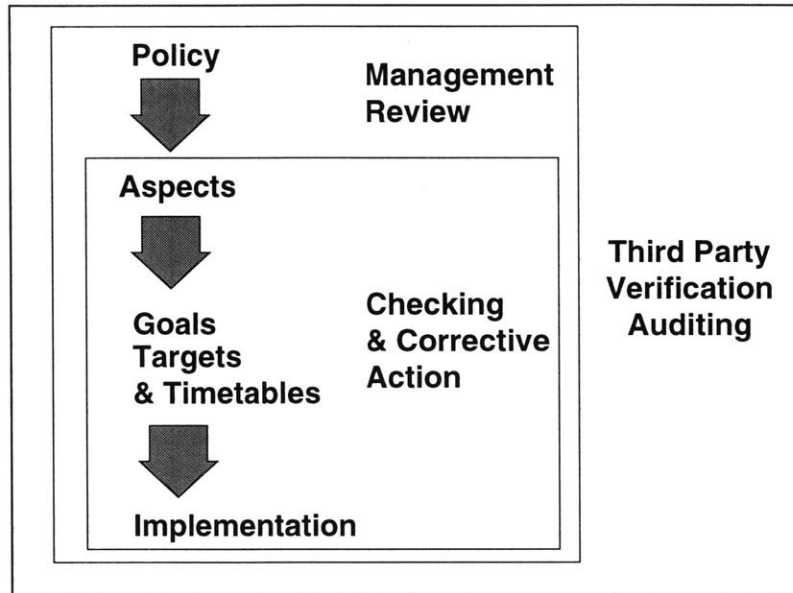 Policy
Management
Review
Aspects
Third Party
Verification
Auditing
Goals
Targets
& Timetables
Checking
& Corrective
Action
Implementation